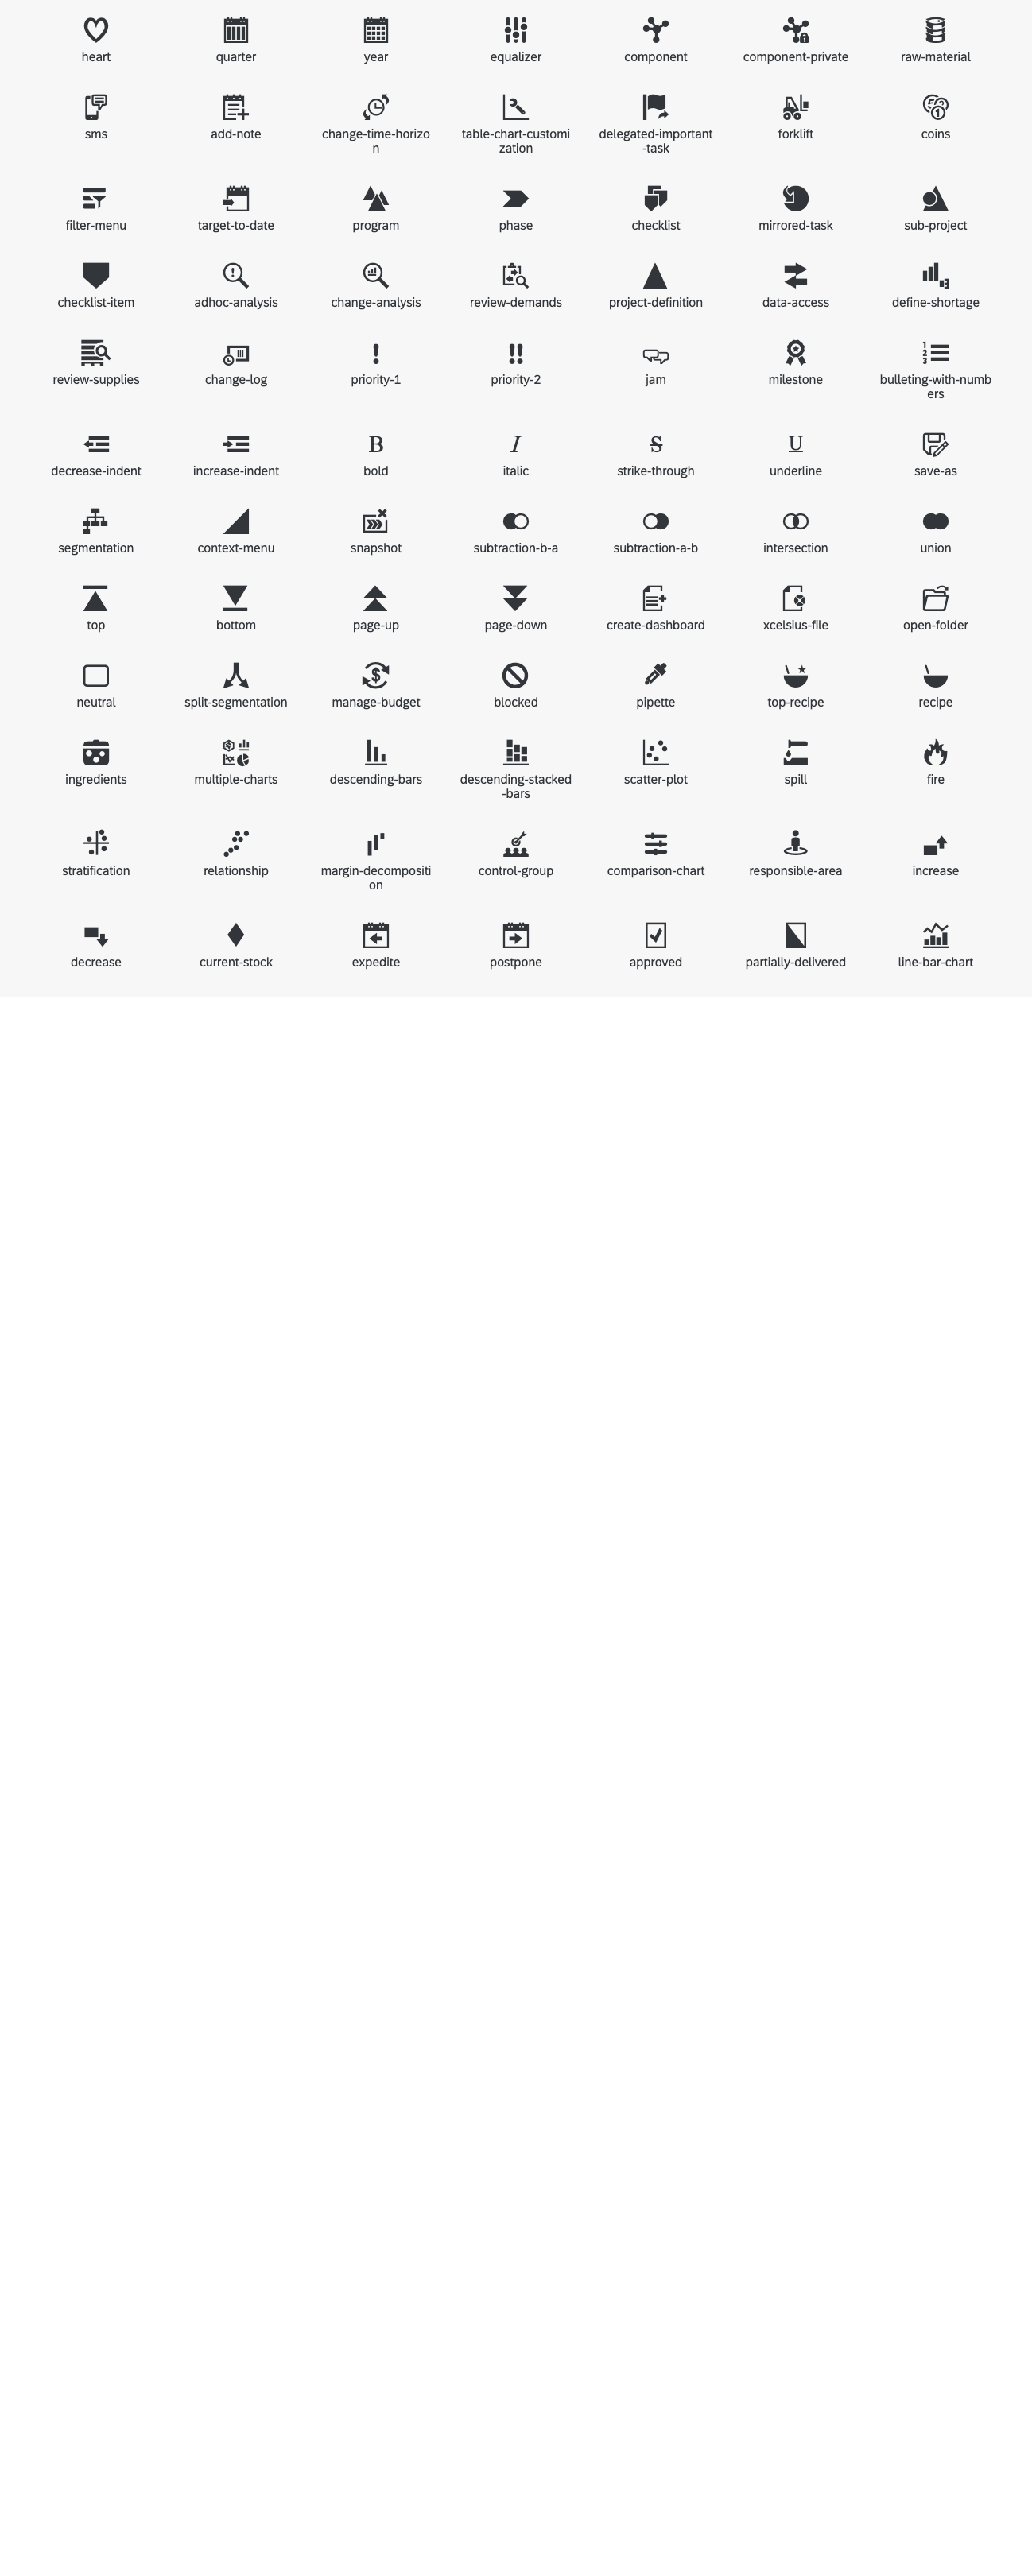 heart quarter year equalizer component component-private raw-material
sms add-note change-time-horizo table-chart-customi delegated-important forklift coins
n zation -task
filter-menu target-to-date program phase checklist mirrored-task sub-project
checklist-item adhoc-analysis change-analysis review-demands project-definition data-access define-shortage
review-supplies change-log priority-1 priority-2 jam milestone bulleting-with-numb
ers
decrease-indent increase-indent bold italic strike-through underline save-as
segmentation context-menu snapshot subtraction-b-a subtraction-a-b intersection union
top bottom page-up page-down create-dashboard xcelsius-file open-folder
neutral split-segmentation manage-budget blocked pipette top-recipe recipe
ingredients multiple-charts descending-bars descending-stacked scatter-plot spill fire
-bars
stratification relationship margin-decompositi control-group comparison-chart responsible-area increase
on
decrease current-stock expedite postpone approved partially-delivered line-bar-chart